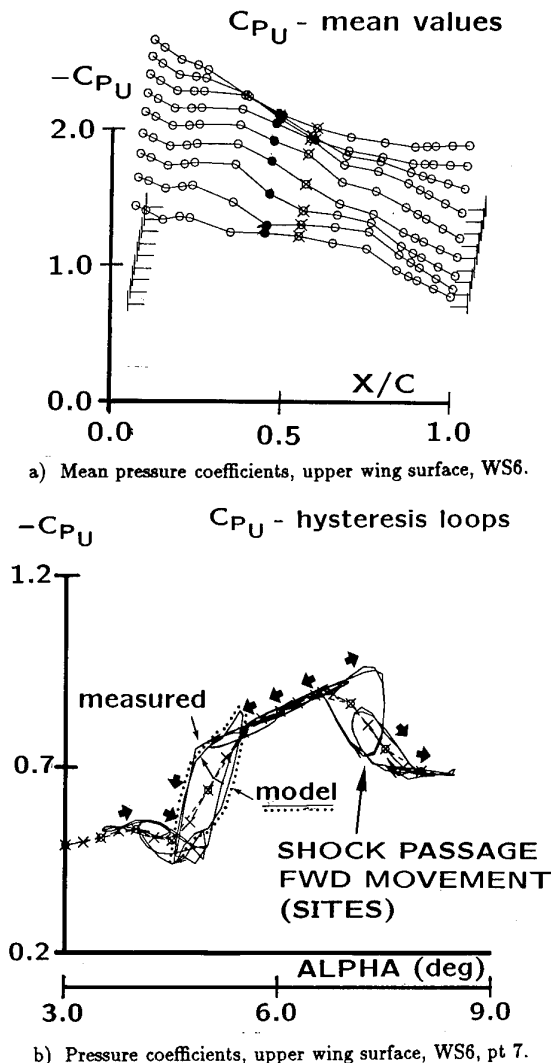 C_PU - mean values
-C_PU
2.0
1.0
0.0
X/C
0.0 0.5 1.0
a) Mean pressure coefficients, upper wing surface, WS6.
-C_PU C_PU - hysteresis loops
1.2
measured
0.7
model
SHOCK PASSAGE
FWD MOVEMENT
(SITES)
0.2
ALPHA (deg)
3.0 6.0 9.0
b) Pressure coefficients, upper wing surface, WS6, pt 7.